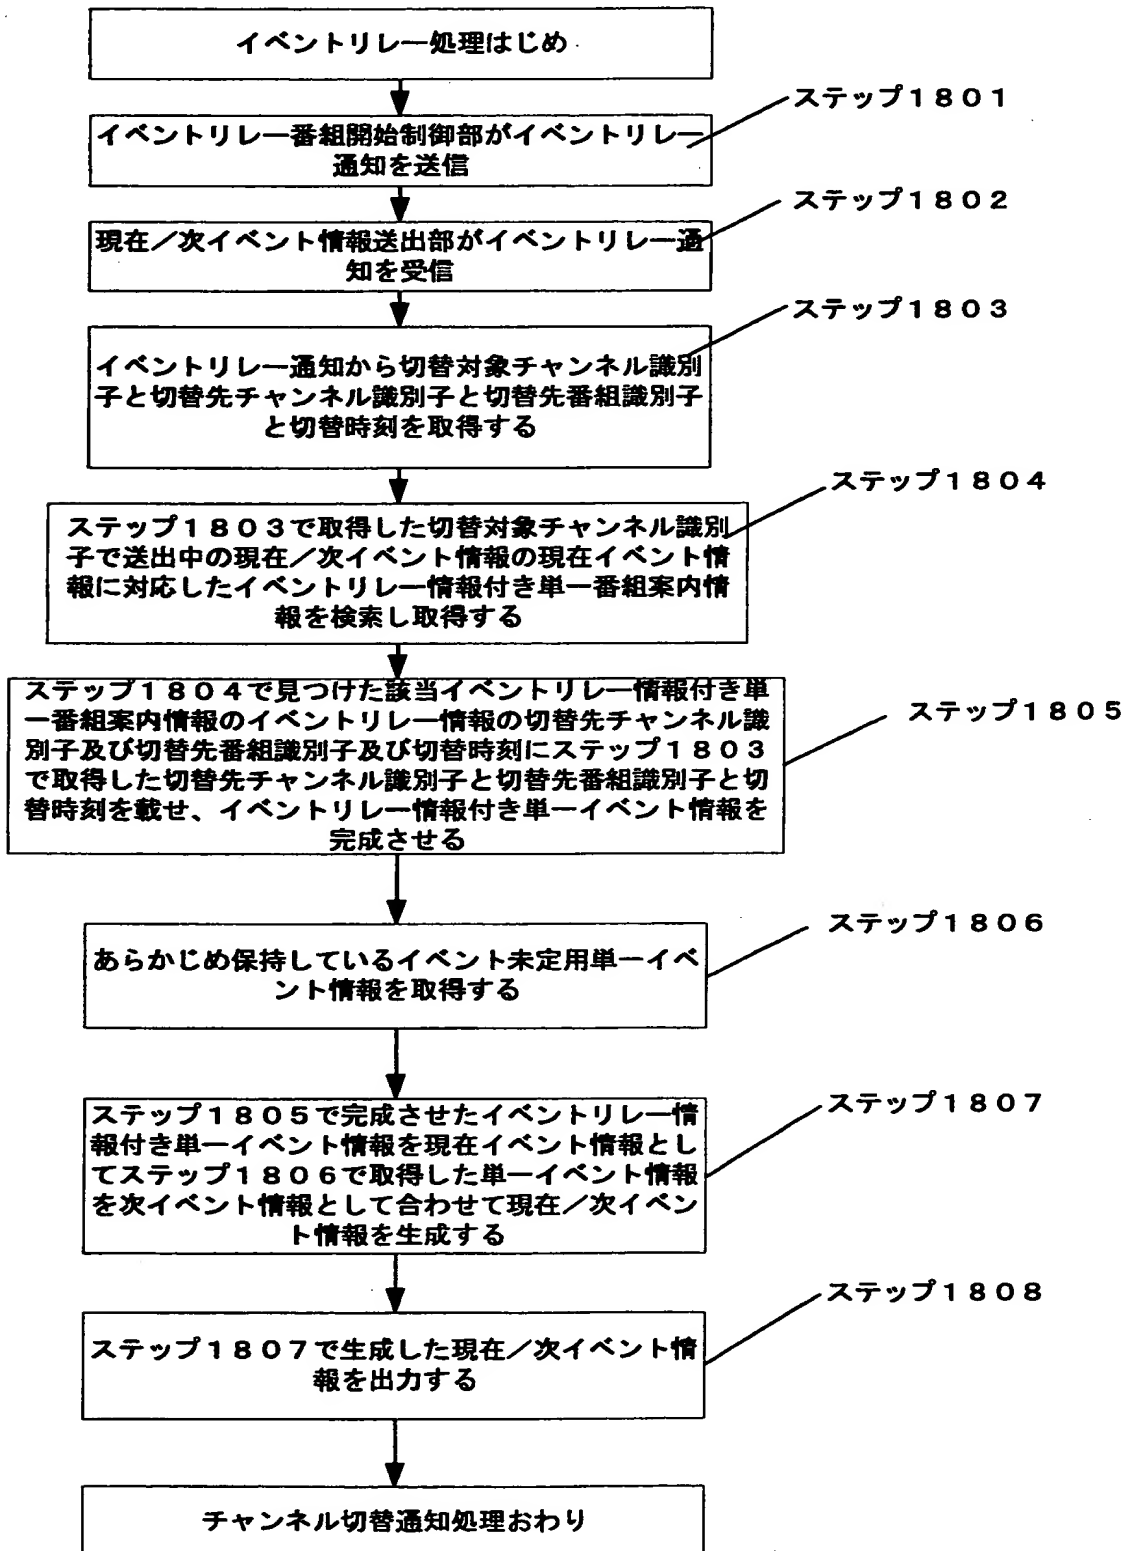 イベントリレー処理はじめ
ステップ1801
イベントリレー番組開始制御部がイベントリレー
通知を送信
ステップ1802
現在/次イベント情報送出部がイベントリレー通
知を受信
ステップ1803
イベントリレー通知から切替対象チャンネル識別
子と切替先チャンネル識別子と切替先番組識別子
と切替時刻を取得する
ステップ1804
ステップ1803で取得した切替対象チャンネル識別
子で送出中の現在/次イベント情報の現在イベント情
報に対応したイベントリレー情報付き単一番組案内情
報を検索し取得する
ステップ1805
ステップ1804で見つけた該当イベントリレー情報付き単
一番組案内情報のイベントリレー情報の切替先チャンネル識
別子及び切替先番組識別子及び切替時刻にステップ1803
で取得した切替先チャンネル識別子と切替先番組識別子と切
替時刻を載せ、イベントリレー情報付き単一イベント情報を
完成させる
ステップ1806
あらかじめ保持しているイベント未定用単一イベ
ント情報を取得する
ステップ1807
ステップ1805で完成させたイベントリレー情
報付き単一イベント情報を現在イベント情報とし
てステップ1806で取得した単一イベント情報
を次イベント情報として合わせて現在/次イベン
ト情報を生成する
ステップ1808
ステップ1807で生成した現在/次イベント情
報を出力する
チャンネル切替通知処理おわり